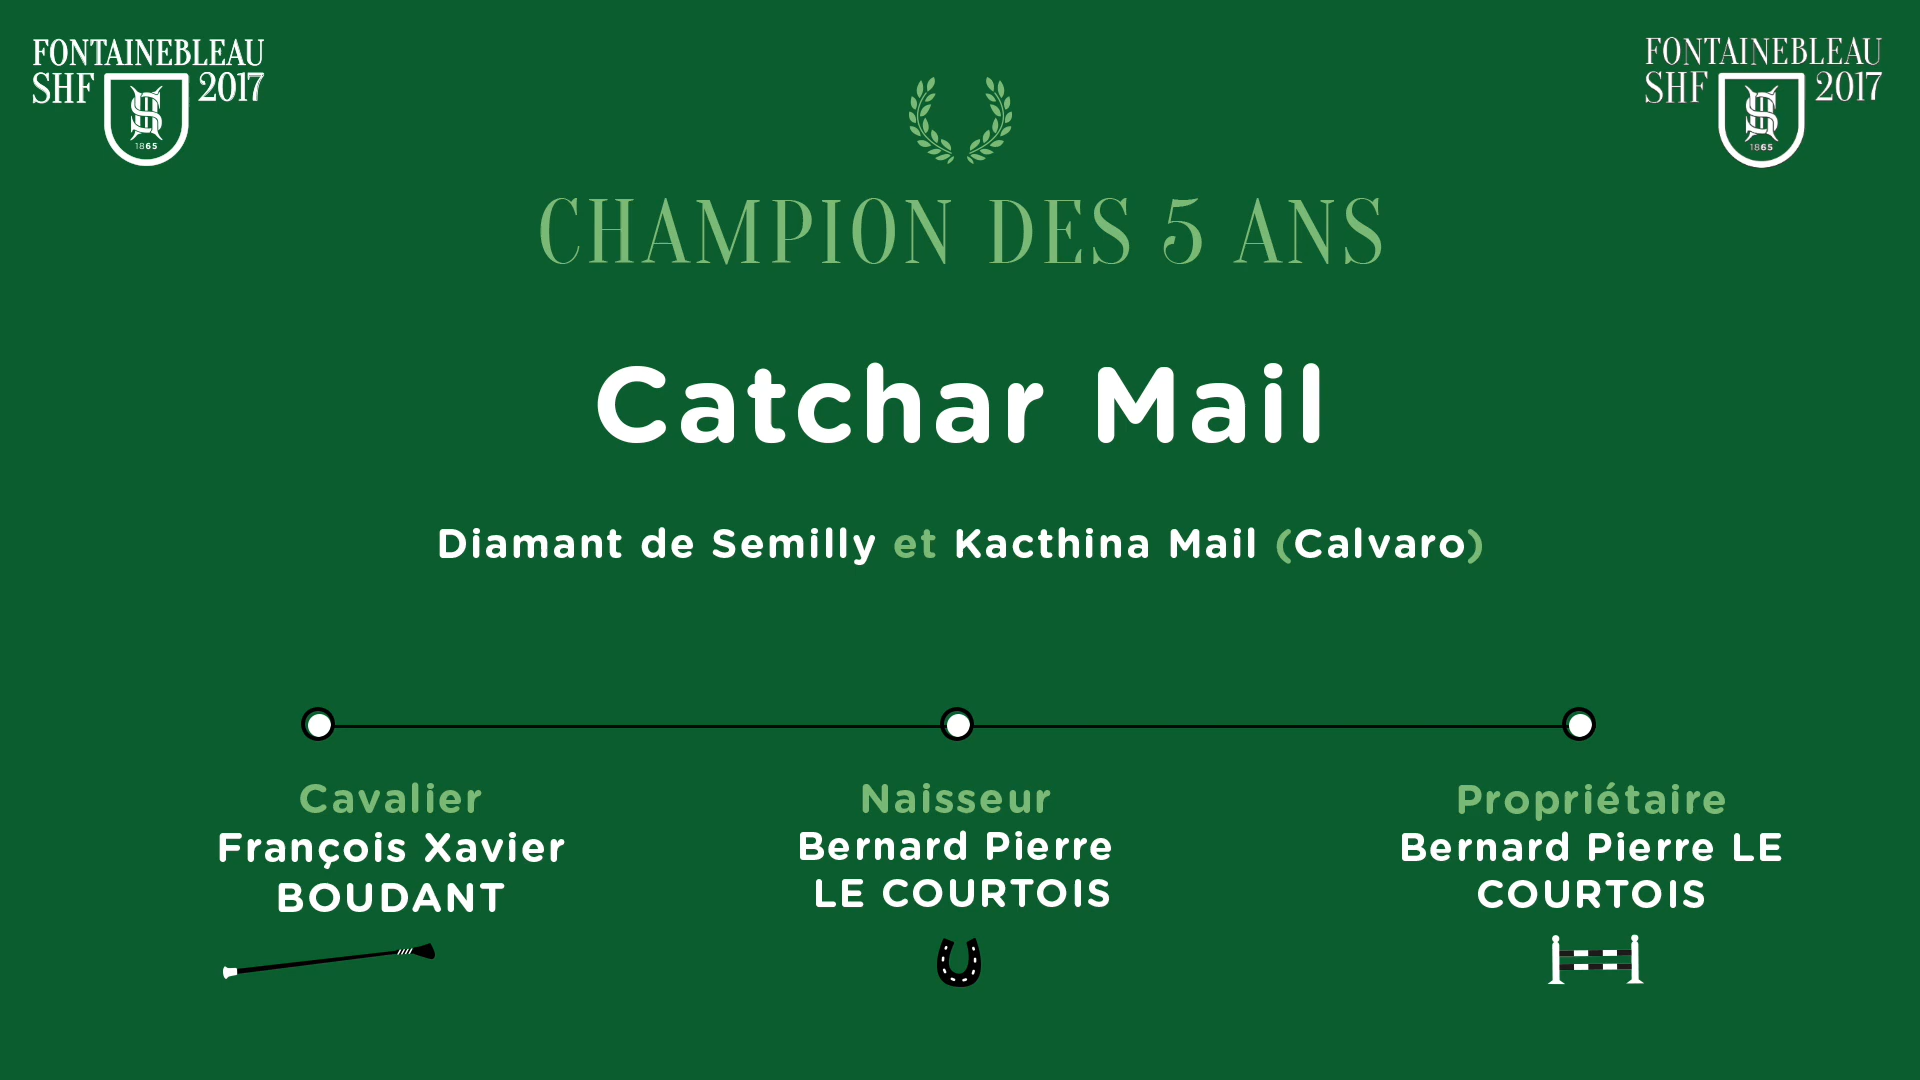 FONTAINEBLEAU
SHF 2017
1865
FONTAINEBLEAU
SHF 2017
1865
CHAMPION DES 5 ANS
Catchar Mail
Diamant de Semilly et Kacthina Mail (Calvaro)
Cavalier
François Xavier
BOUDANT
Naisseur
Bernard Pierre
LE COURTOIS
Propriétaire
Bernard Pierre LE
COURTOIS